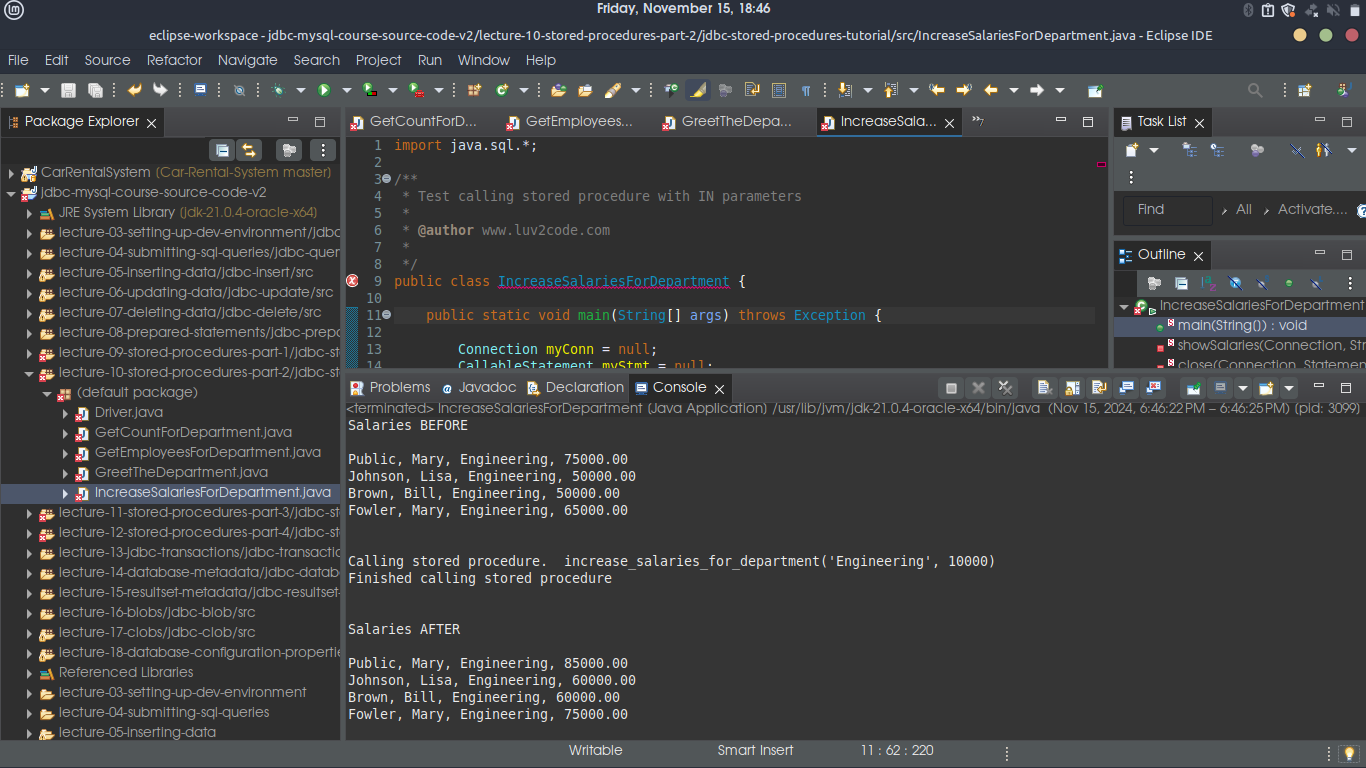 Friday, November 15, 18:46
eclipse-workspace - jdbc-mysql-course-source-code-v2/lecture-10-stored-procedures-part-2/jdbc-stored-procedures-tutorial/src/IncreaseSalariesForDepartment.java - Eclipse IDE
File Edit Source Refactor Navigate Search Project Run Window Help
Package Explorer
CarRentalSystem [Car-Rental-System master]
jdbc-mysql-course-source-code-v2
JRE System Library [jdk-21.0.4-oracle-x64]
lecture-03-setting-up-dev-environment/jdbc
lecture-04-submitting-sql-queries/jdbc-quer
lecture-05-inserting-data/jdbc-insert/src
lecture-06-updating-data/jdbc-update/src
lecture-07-deleting-data/jdbc-delete/src
lecture-08-prepared-statements/jdbc-prepa
lecture-09-stored-procedures-part-1/jdbc-st
lecture-10-stored-procedures-part-2/jdbc-st
(default package)
Driver.java
GetCountForDepartment.java
GetEmployeesForDepartment.java
GreetTheDepartment.java
IncreaseSalariesForDepartment.java
lecture-11-stored-procedures-part-3/jdbc-st
lecture-12-stored-procedures-part-4/jdbc-st
lecture-13-jdbc-transactions/jdbc-transactio
lecture-14-database-metadata/jdbc-datab
lecture-15-resultset-metadata/jdbc-resultset-
lecture-16-blobs/jdbc-blob/src
lecture-17-clobs/jdbc-clob/src
lecture-18-database-configuration-propertie
Referenced Libraries
lecture-03-setting-up-dev-environment
lecture-04-submitting-sql-queries
lecture-05-inserting-data
GetCountForD... GetEmployees... GreetTheDepa... IncreaseSala...
1 import java.sql.*;
2
3 /**
4 * Test calling stored procedure with IN parameters
5 *
6 * @author www.luv2code.com
7 *
8 */
9 public class IncreaseSalariesForDepartment {
10
11 public static void main(String[] args) throws Exception {
12
13 Connection myConn = null;
14 CallableStatement myStmt = null;
Problems Javadoc Declaration Console
<terminated> IncreaseSalariesForDepartment [Java Application] /usr/lib/jvm/jdk-21.0.4-oracle-x64/bin/java (Nov 15, 2024, 6:46:22 PM – 6:46:25 PM) [pid: 3099]
Salaries BEFORE
Public, Mary, Engineering, 75000.00
Johnson, Lisa, Engineering, 50000.00
Brown, Bill, Engineering, 50000.00
Fowler, Mary, Engineering, 65000.00
Calling stored procedure.  increase_salaries_for_department('Engineering', 10000)
Finished calling stored procedure
Salaries AFTER
Public, Mary, Engineering, 85000.00
Johnson, Lisa, Engineering, 60000.00
Brown, Bill, Engineering, 60000.00
Fowler, Mary, Engineering, 75000.00
Task List
Find All Activate....
Outline
IncreaseSalariesForDepartment
main(String[]) : void
showSalaries(Connection, Str
close(Connection, Statemen
Writable Smart Insert 11 : 62 : 220